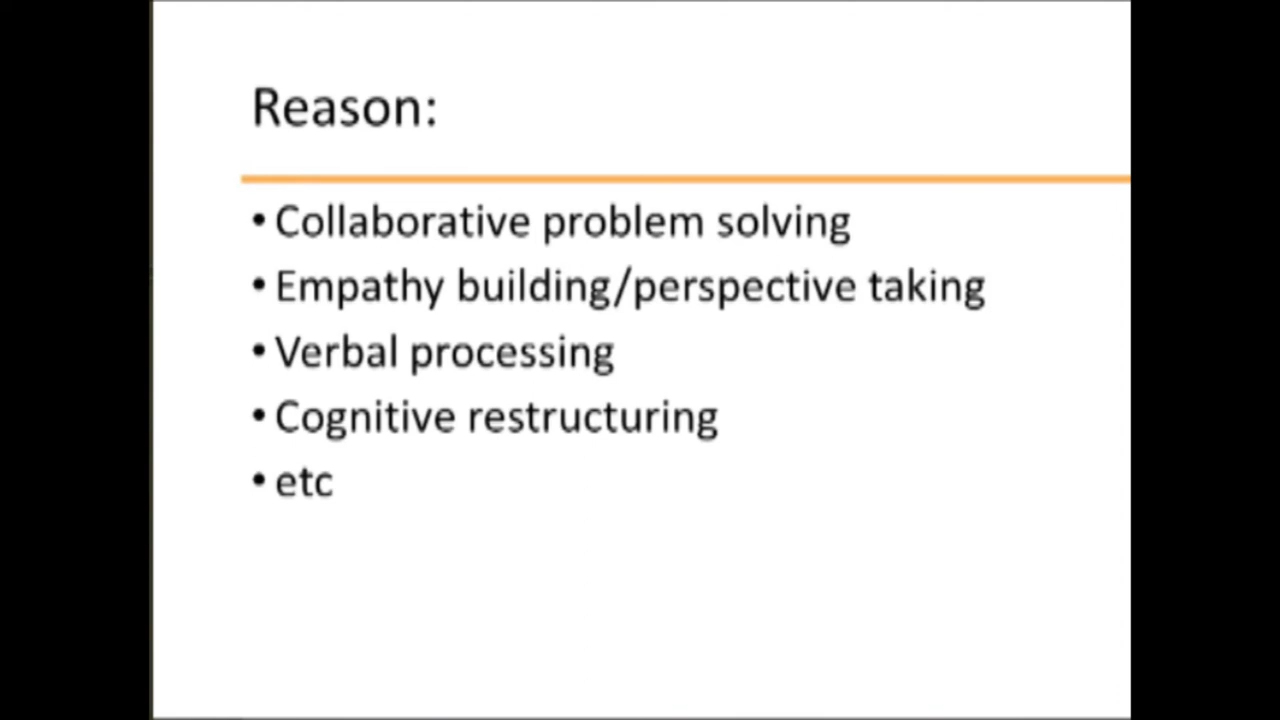 Reason:
• Collaborative problem solving
• Empathy building/perspective taking
• Verbal processing
• Cognitive restructuring
• etc